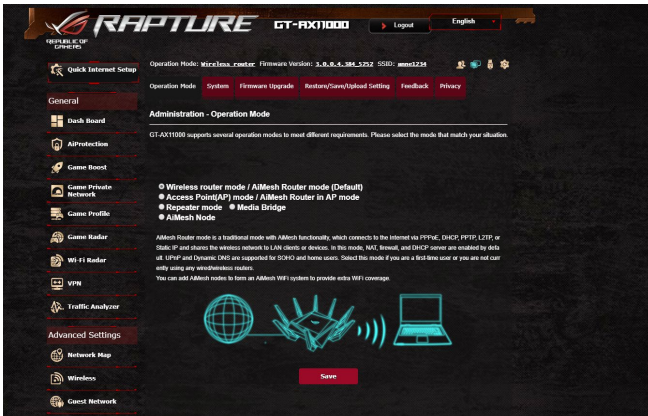 RAPTURE GT-AX11000 Logout English
REPUBLIC OF
GAMERS
Quick Internet Setup
Operation Mode: Wireless router Firmware Version: 3.0.0.4.384_5252 SSID: anne1234
Operation Mode System Firmware Upgrade Restore/Save/Upload Setting Feedback Privacy
General
Dash Board
AiProtection
Game Boost
Game Private
Network
Game Profile
Game Radar
Wi-Fi Radar
VPN
Traffic Analyzer
Advanced Settings
Network Map
Wireless
Guest Network
Administration - Operation Mode
GT-AX11000 supports several operation modes to meet different requirements. Please select the mode that match your situation.
Wireless router mode / AiMesh Router mode (Default)
Access Point(AP) mode / AiMesh Router in AP mode
Repeater mode Media Bridge
AiMesh Node
AiMesh Router mode is a traditional mode with AiMesh functionality, which connects to the internet via PPPoE, DHCP, PPTP, L2TP, or
Static IP and shares the wireless network to LAN clients or devices. In this mode, NAT, firewall, and DHCP server are enabled by defa
ult. UPnP and Dynamic DNS are supported for SOHO and home users. Select this mode if you are a first-time user or you are not curr
ently using any wired/wireless routers.
You can add AiMesh nodes to form an AiMesh WiFi system to provide extra WiFi coverage.
Save